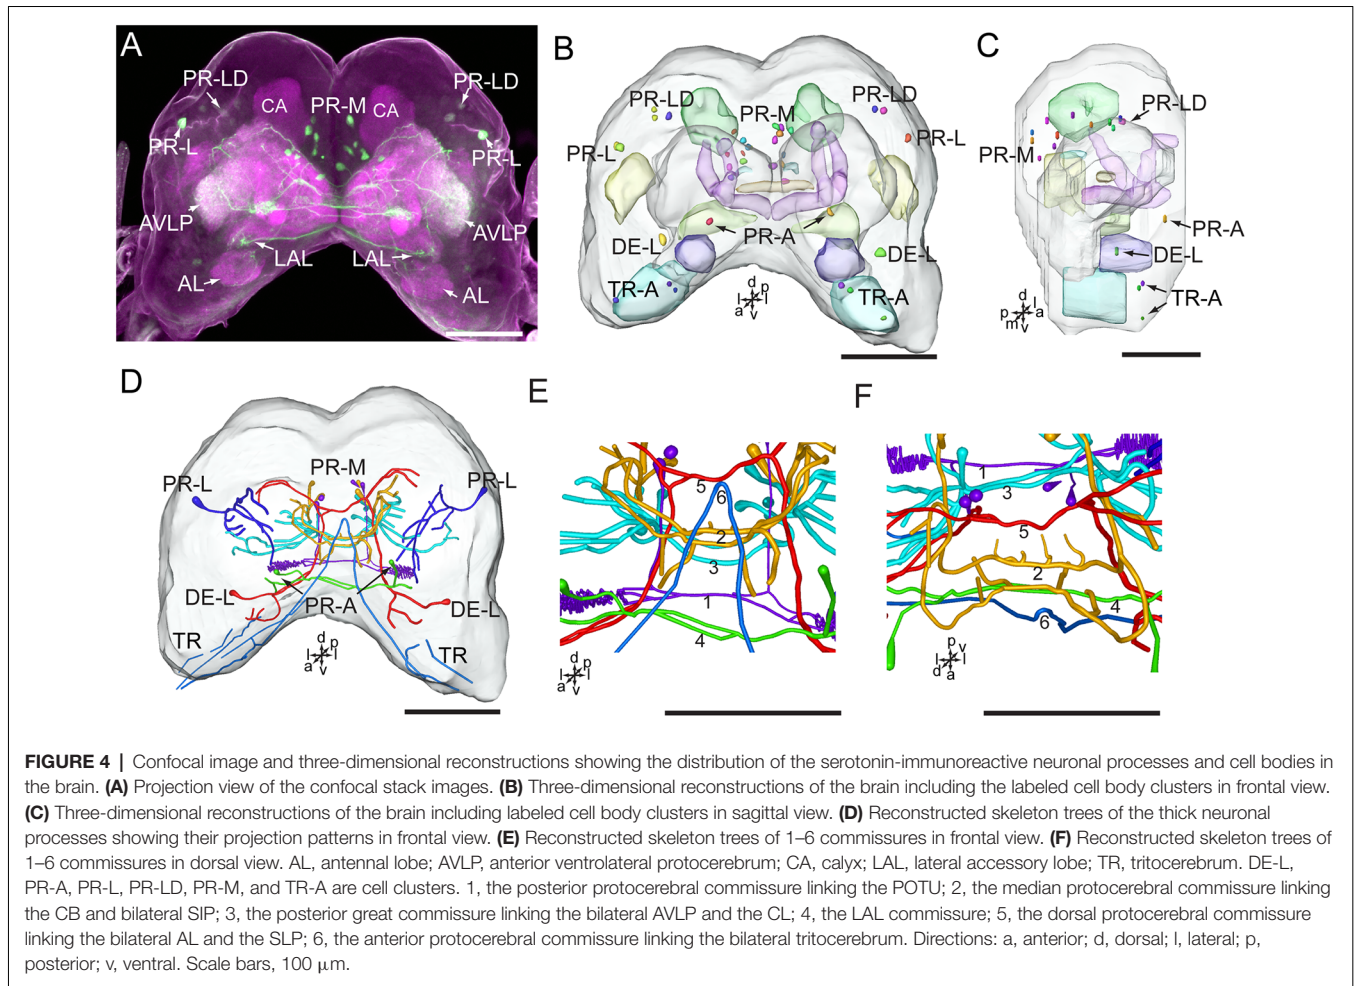 A
PR-LD
PR-LD
CA
PR-M
CA
PR-L
PR-L
AVLP
AVLP
LAL
LAL
AL
AL
B
PR-LD
PR-LD
PR-M
PR-L
PR-L
PR-A
DE-L
DE-L
TR-A
TR-A
d
p
l
l
a
v
C
PR-LD
PR-M
PR-A
DE-L
TR-A
d
l
p
a
m
v
D
PR-M
PR-L
PR-L
DE-L
PR-A
DE-L
TR
TR
d
p
l
l
a
v
E
5
6
2
3
1
4
d
p
l
l
a
v
F
1
3
5
2
4
6
p
v
l
l
d
a
FIGURE 4 | Confocal image and three-dimensional reconstructions showing the distribution of the serotonin-immunoreactive neuronal processes and cell bodies in
the brain. (A) Projection view of the confocal stack images. (B) Three-dimensional reconstructions of the brain including the labeled cell body clusters in frontal view.
(C) Three-dimensional reconstructions of the brain including labeled cell body clusters in sagittal view. (D) Reconstructed skeleton trees of the thick neuronal
processes showing their projection patterns in frontal view. (E) Reconstructed skeleton trees of 1–6 commissures in frontal view. (F) Reconstructed skeleton trees of
1–6 commissures in dorsal view. AL, antennal lobe; AVLP, anterior ventrolateral protocerebrum; CA, calyx; LAL, lateral accessory lobe; TR, tritocerebrum. DE-L,
PR-A, PR-L, PR-LD, PR-M, and TR-A are cell clusters. 1, the posterior protocerebral commissure linking the POTU; 2, the median protocerebral commissure linking
the CB and bilateral SIP; 3, the posterior great commissure linking the bilateral AVLP and the CL; 4, the LAL commissure; 5, the dorsal protocerebral commissure
linking the bilateral AL and the SLP; 6, the anterior protocerebral commissure linking the bilateral tritocerebrum. Directions: a, anterior; d, dorsal; l, lateral; p,
posterior; v, ventral. Scale bars, 100 μm.